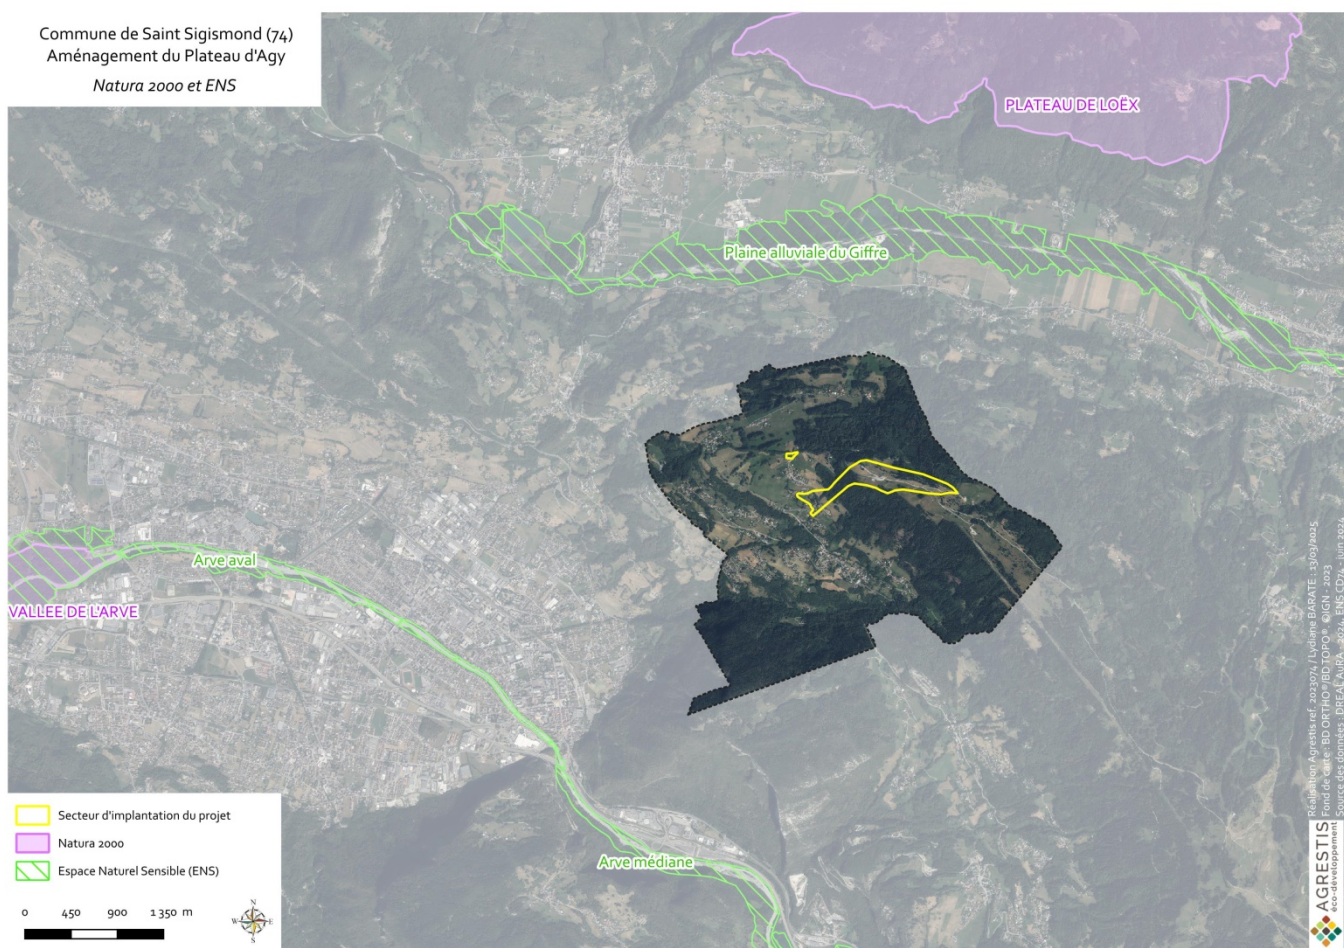 Commune de Saint Sigismond (74)
Aménagement du Plateau d'Agy
Natura 2000 et ENS
PLATEAU DE LOËX
Plaine alluviale du Giffre
Arve aval
VALLEE DE L'ARVE
Arve médiane
Secteur d'implantation du projet
Natura 2000
Espace Naturel Sensible (ENS)
0 450 900 1 350 m
N
W E
S
Réalisation Agrestis ref. 2023074 / Lydiane BARATE : 13/03/2025
Fond de carte : BD ORTHO® / BD TOPO® ©IGN - 2023
Source des données : DREAL AuRA - ENS CD74 - juin
AGRESTIS
éco-développement